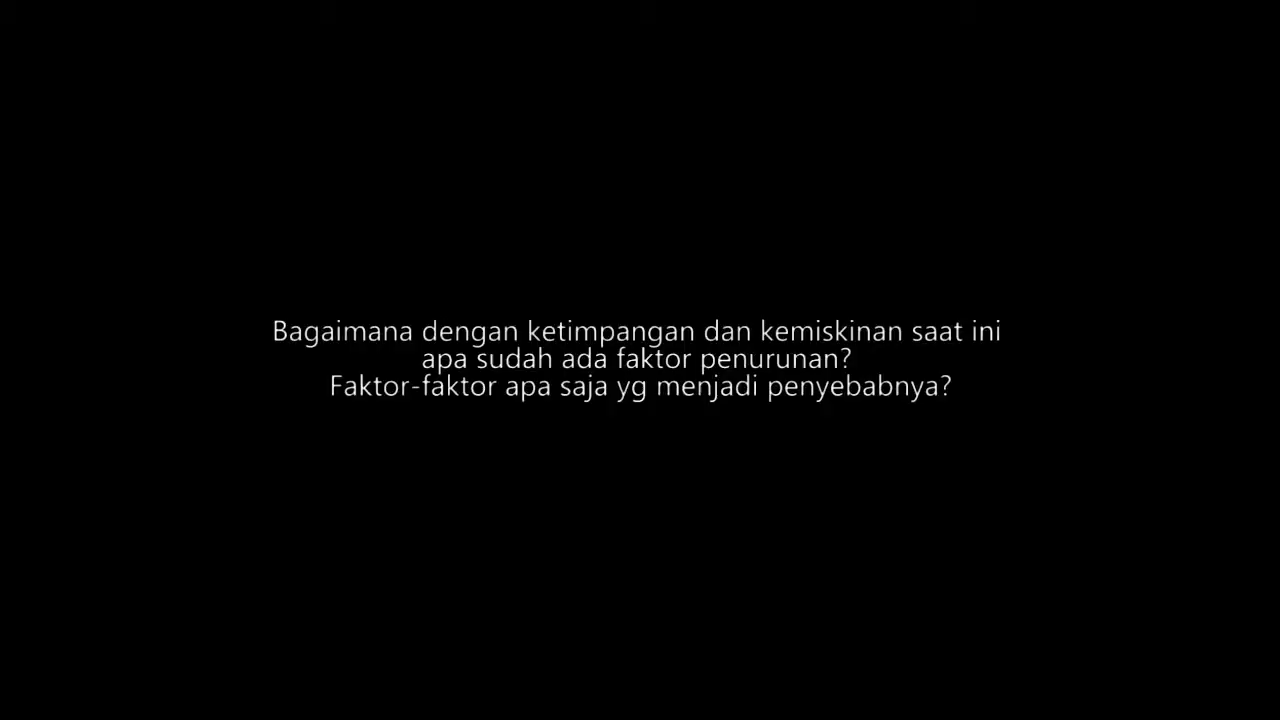 Bagaimana dengan ketimpangan dan kemiskinan saat ini
apa sudah ada faktor penurunan?
Faktor-faktor apa saja yg menjadi penyebabnya?